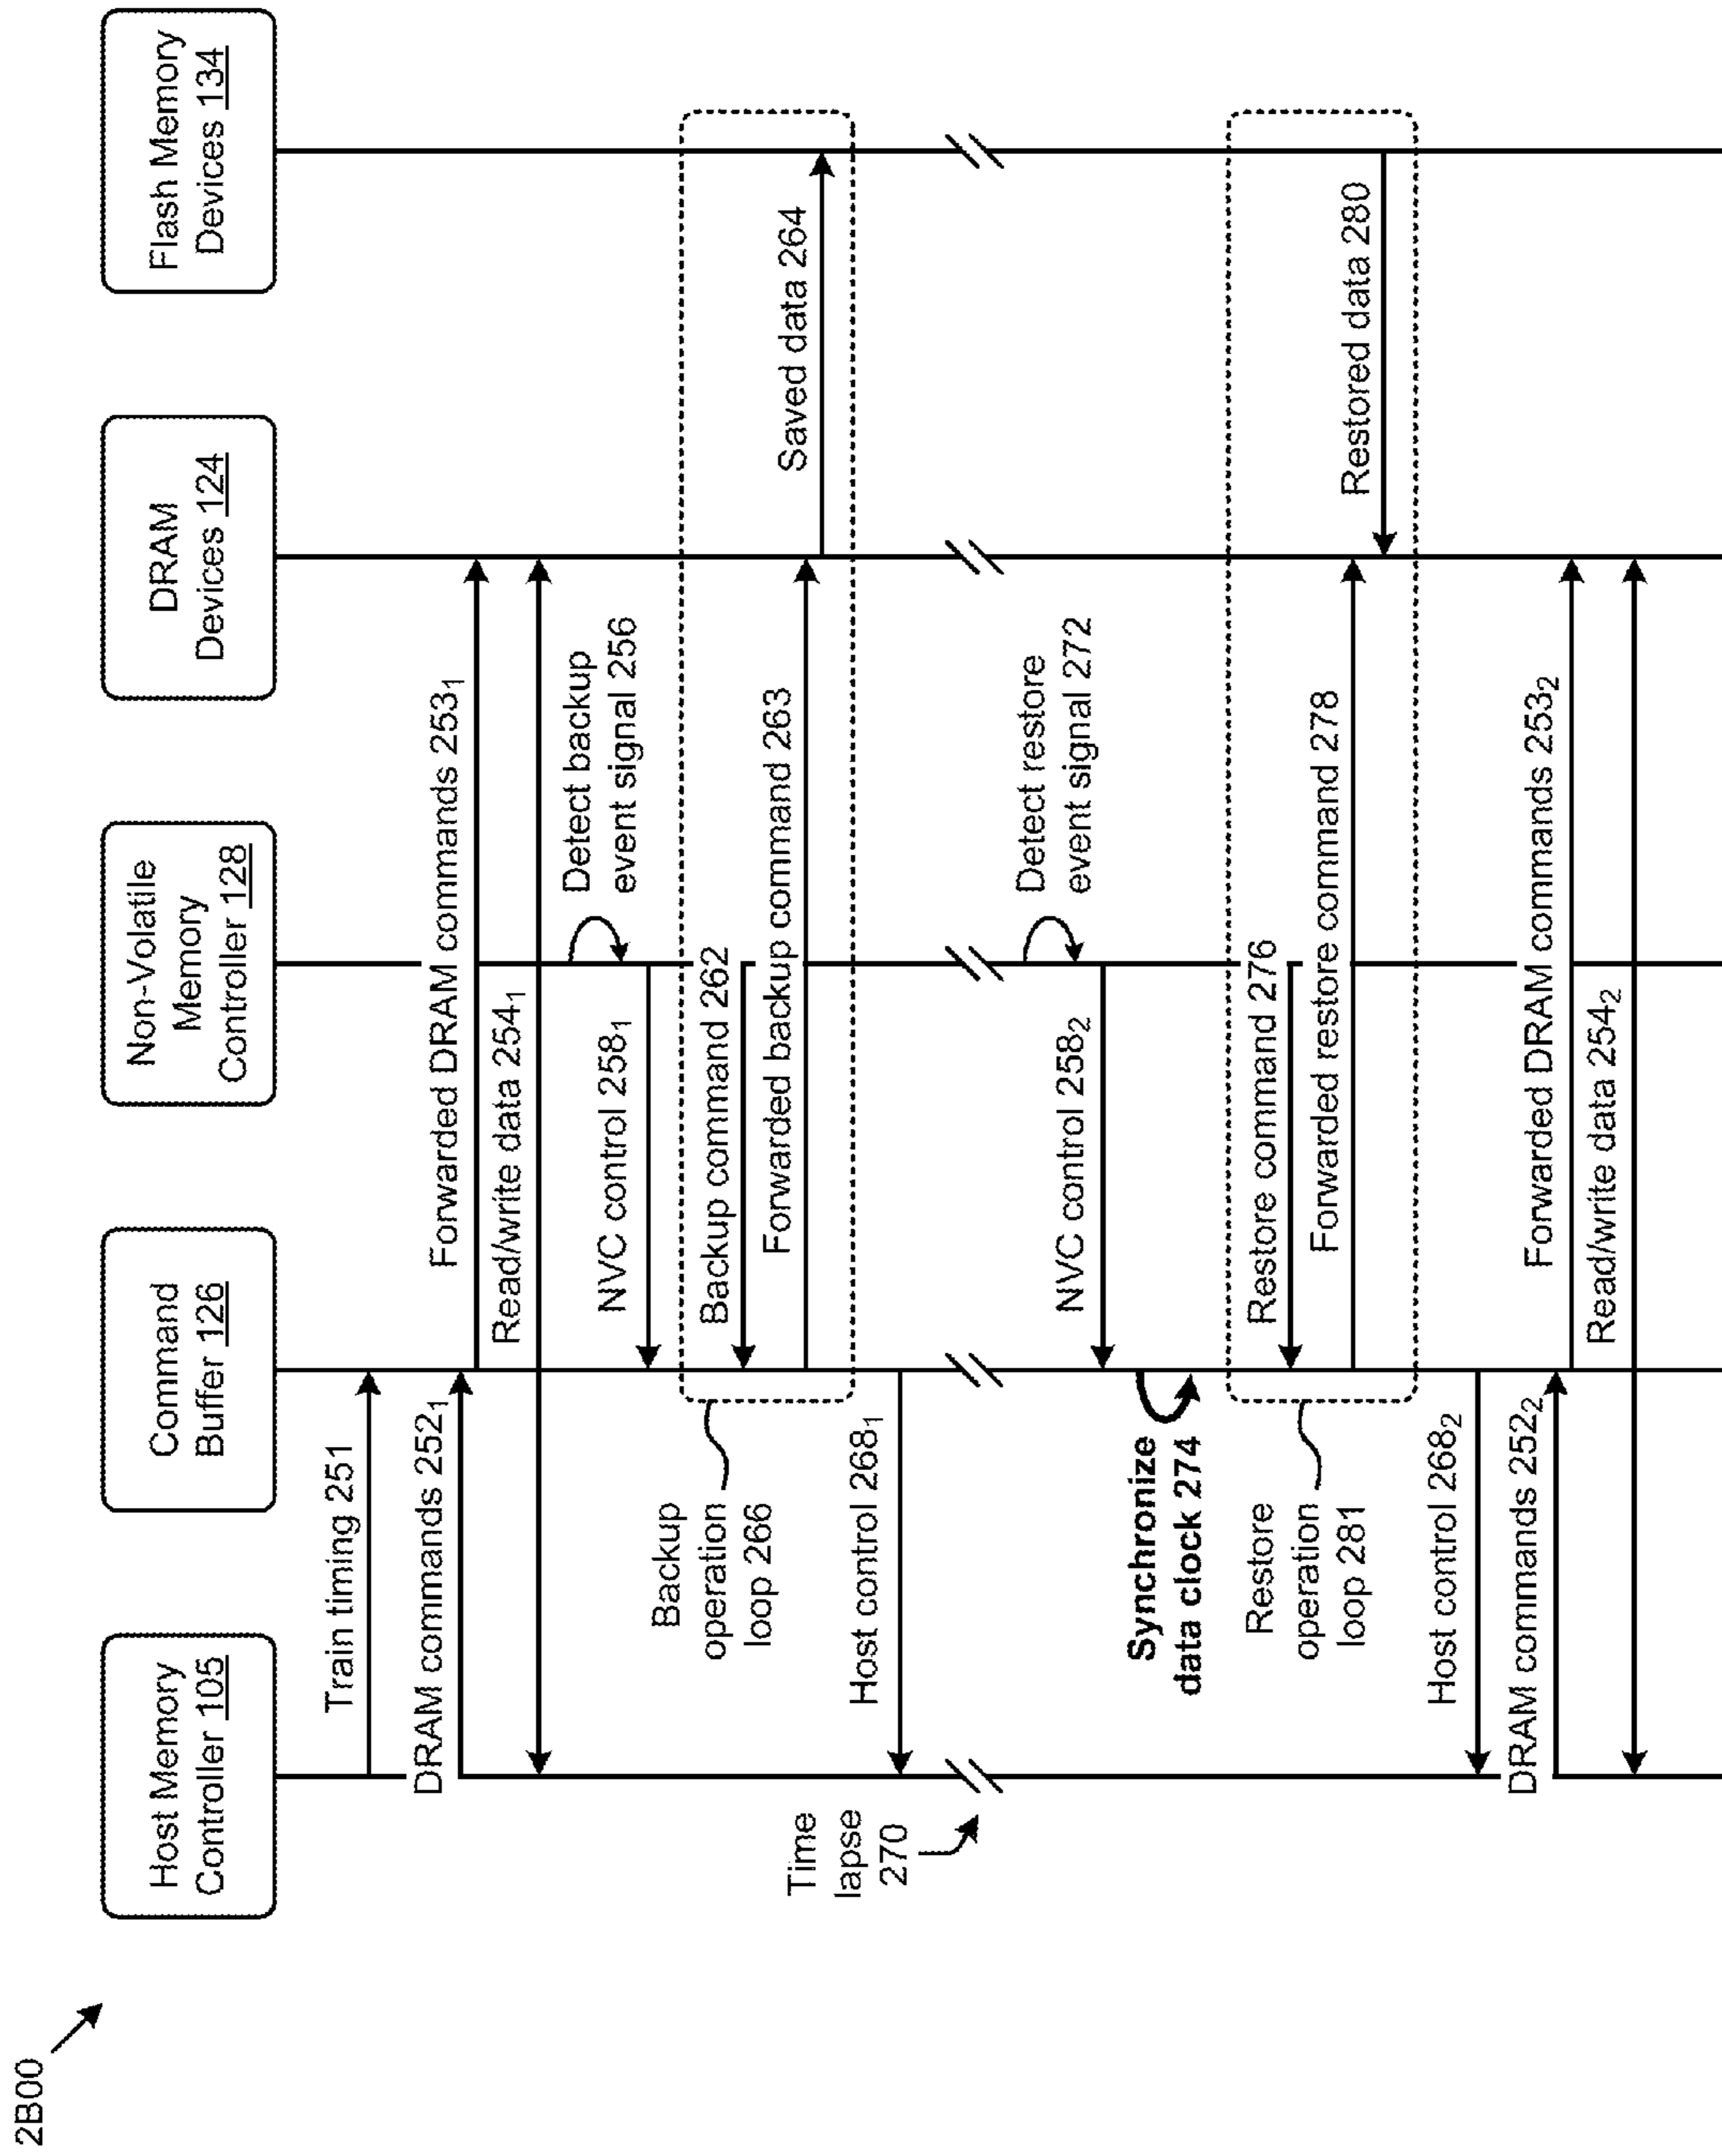 2B00
Host Memory
Controller 105
Command
Buffer 126
Non-Volatile
Memory
Controller 128
DRAM
Devices 124
Flash Memory
Devices 134
Train timing 251
DRAM commands 252₁
Forwarded DRAM commands 253₁
Read/write data 254₁
Detect backup
event signal 256
NVC control 258₁
Backup
operation
loop 266
Backup command 262
Forwarded backup command 263
Saved data 264
Host control 268₁
Time
lapse
270
Detect restore
event signal 272
NVC control 258₂
Synchronize
data clock 274
Restore
operation
loop 281
Restore command 276
Forwarded restore command 278
Restored data 280
Host control 268₂
DRAM commands 252₂
Forwarded DRAM commands 253₂
Read/write data 254₂